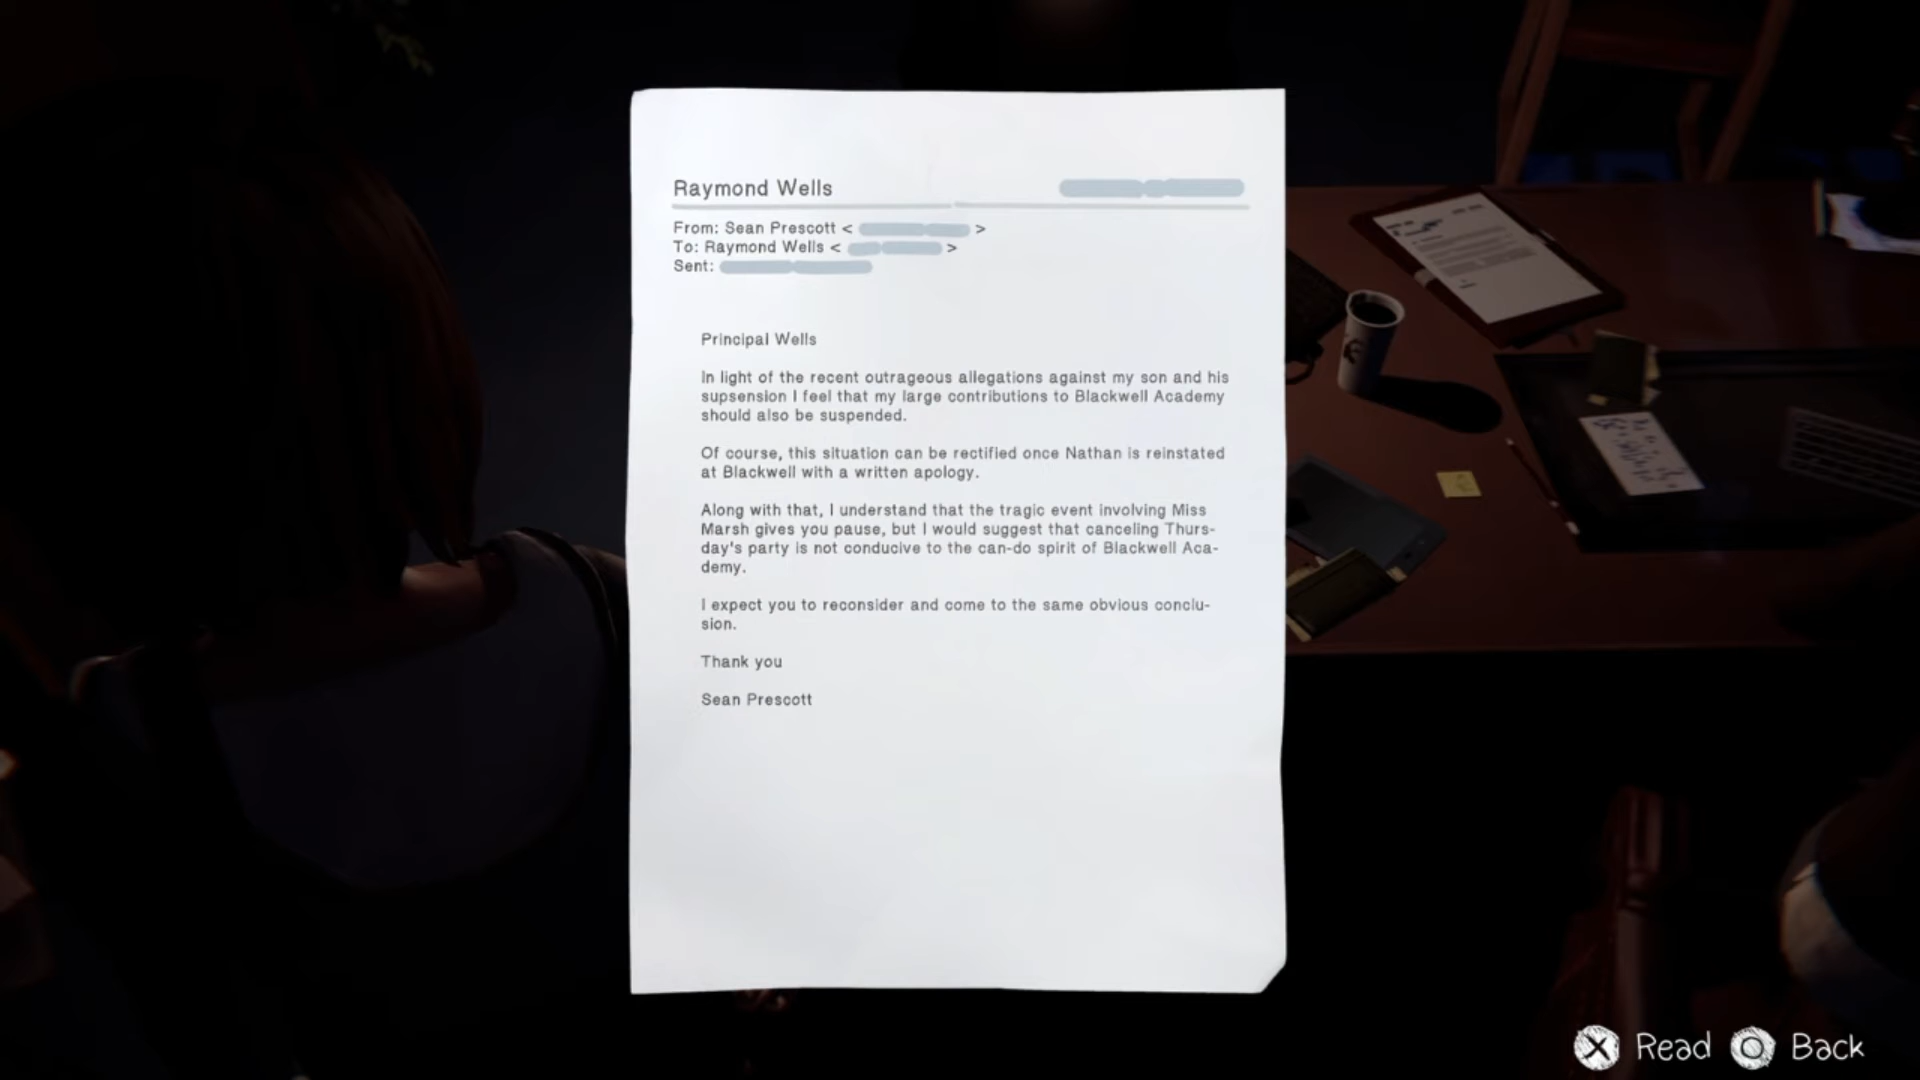 Raymond Wells
From: Sean Prescott < >
To: Raymond Wells < >
Sent:
Principal Wells
In light of the recent outrageous allegations against my son and his
supsension I feel that my large contributions to Blackwell Academy
should also be suspended.
Of course, this situation can be rectified once Nathan is reinstated
at Blackwell with a written apology.
Along with that, I understand that the tragic event involving Miss
Marsh gives you pause, but I would suggest that canceling Thurs-
day's party is not conducive to the can-do spirit of Blackwell Aca-
demy.
I expect you to reconsider and come to the same obvious conclu-
sion.
Thank you
Sean Prescott
Read Back